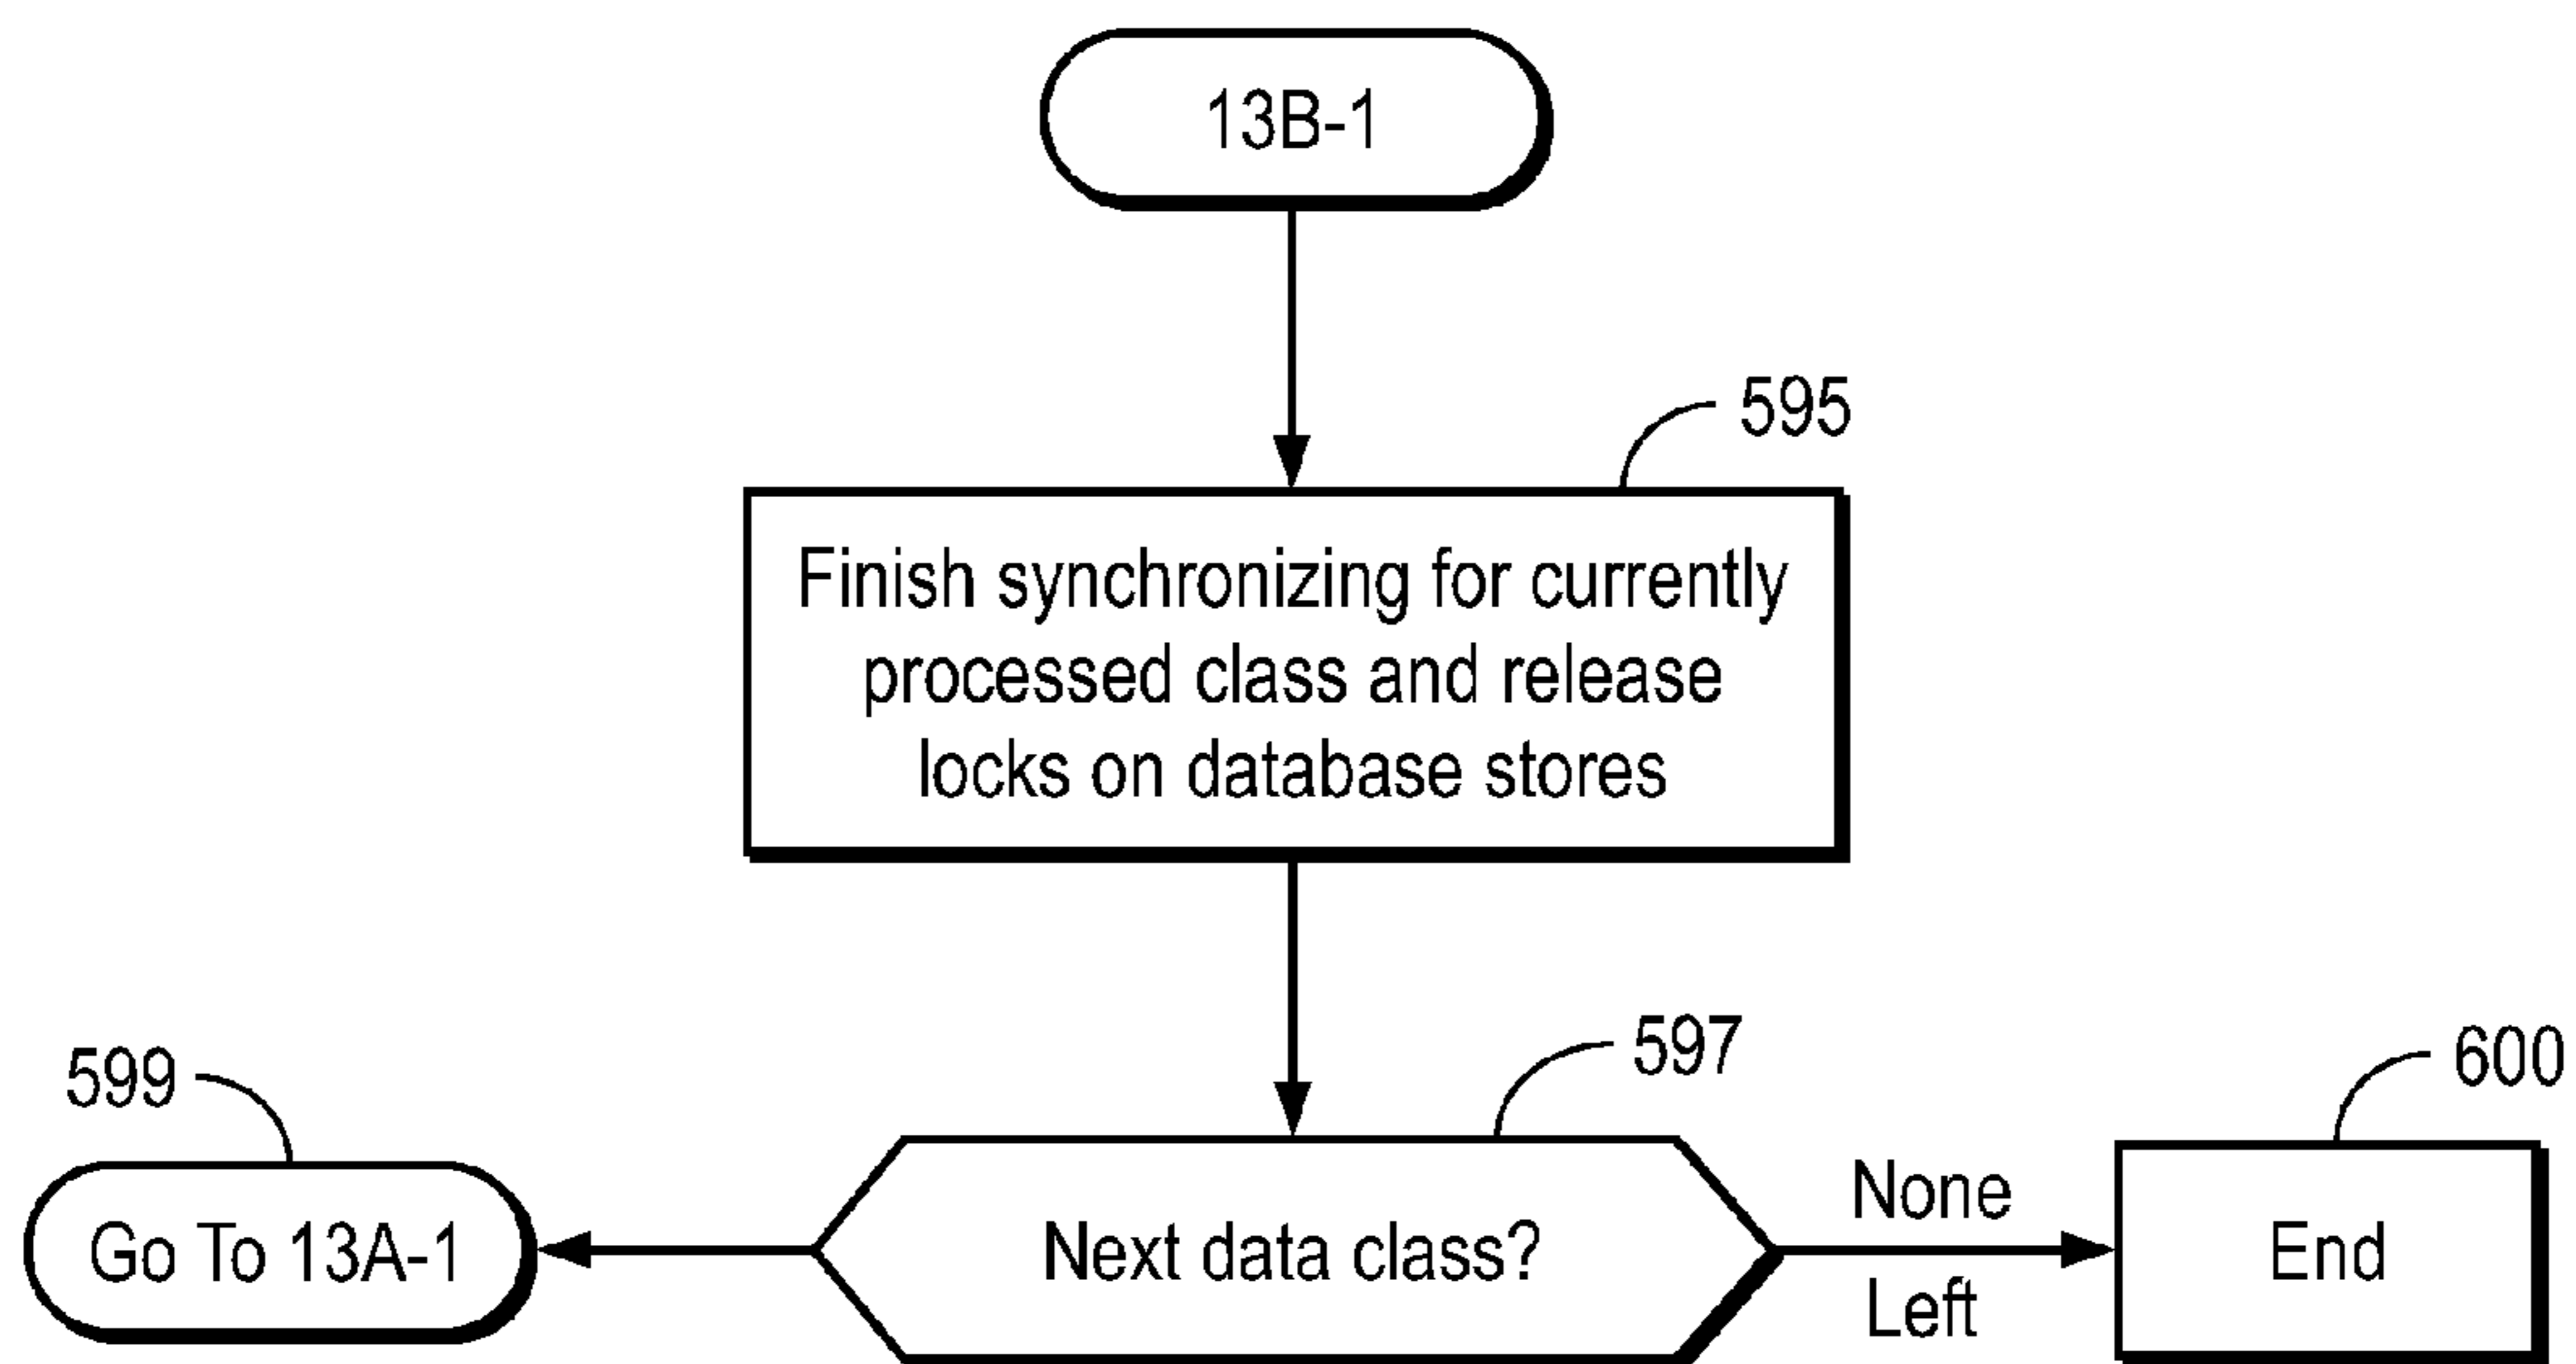 13B-1
595
Finish synchronizing for currently
processed class and release
locks on database stores
599
597
600
Go To 13A-1
Next data class?
None
Left
End